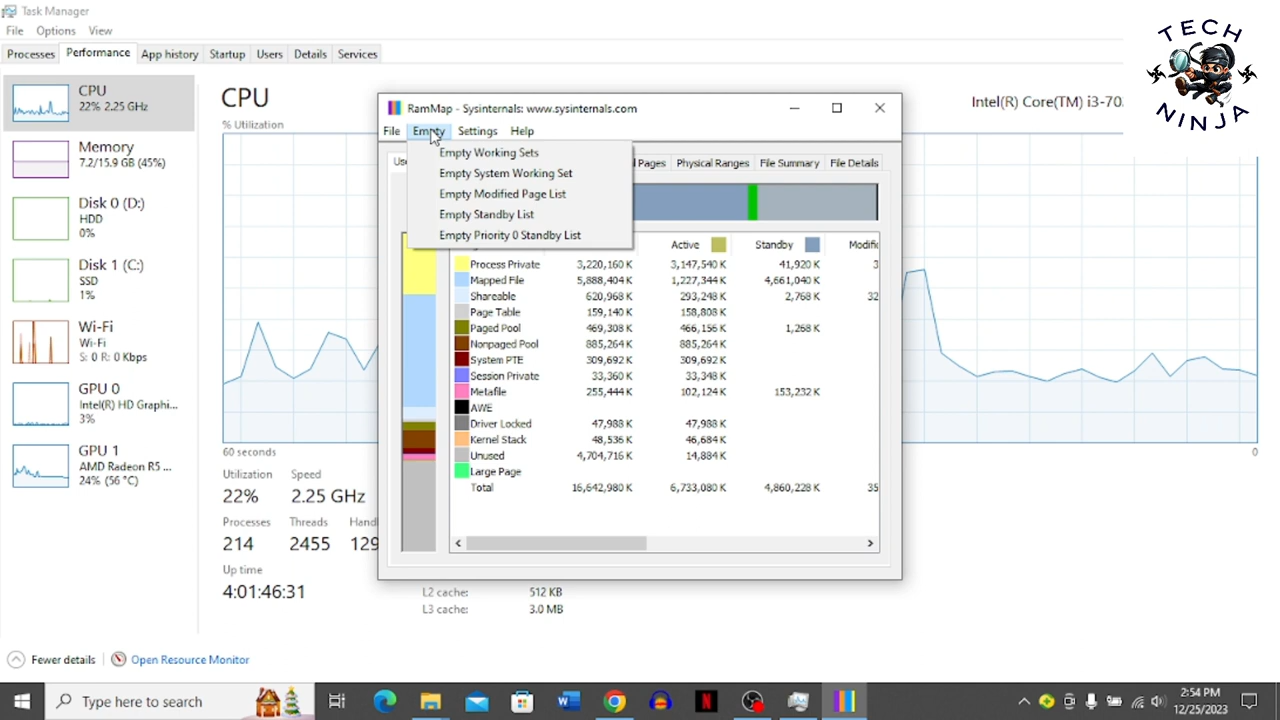 Task Manager
File Options View
Processes Performance App history Startup Users Details Services
TECH
NINJA
CPU
22% 2.25 GHz
Memory
7.2/15.9 GB (45%)
Disk 0 (D:)
HDD
0%
Disk 1 (C:)
SSD
1%
Wi-Fi
Wi-Fi
S: 0 R: 0 Kbps
GPU 0
Intel(R) HD Graphi...
3%
GPU 1
AMD Radeon R5 ...
24% (56 °C)
CPU
Intel(R) Core(TM) i3-70
% Utilization
60 seconds
0
Utilization Speed
22% 2.25 GHz
Processes Threads Handl
214 2455 129
Up time
4:01:46:31
L2 cache: 512 KB
L3 cache: 3.0 MB
RamMap - Sysinternals: www.sysinternals.com
File Empty Settings Help
Empty Working Sets
Empty System Working Set
Empty Modified Page List
Empty Standby List
Empty Priority 0 Standby List
Pages Physical Ranges File Summary File Details
Active Standby Modifi
Process Private 3,220,160 K 3,147,540 K 41,920 K 3
Mapped File 5,888,404 K 1,227,344 K 4,661,040 K
Shareable 620,968 K 293,248 K 2,768 K 32
Page Table 159,140 K 158,808 K
Paged Pool 469,308 K 466,156 K 1,268 K
Nonpaged Pool 885,264 K 885,264 K
System PTE 309,692 K 309,692 K
Session Private 33,360 K 33,348 K
Metafile 255,444 K 102,124 K 153,232 K
AWE
Driver Locked 47,988 K 47,988 K
Kernel Stack 48,536 K 46,684 K
Unused 4,704,716 K 14,884 K
Large Page
Total 16,642,980 K 6,733,080 K 4,860,228 K 35
Fewer details Open Resource Monitor
Type here to search
2:54 PM
12/25/2023